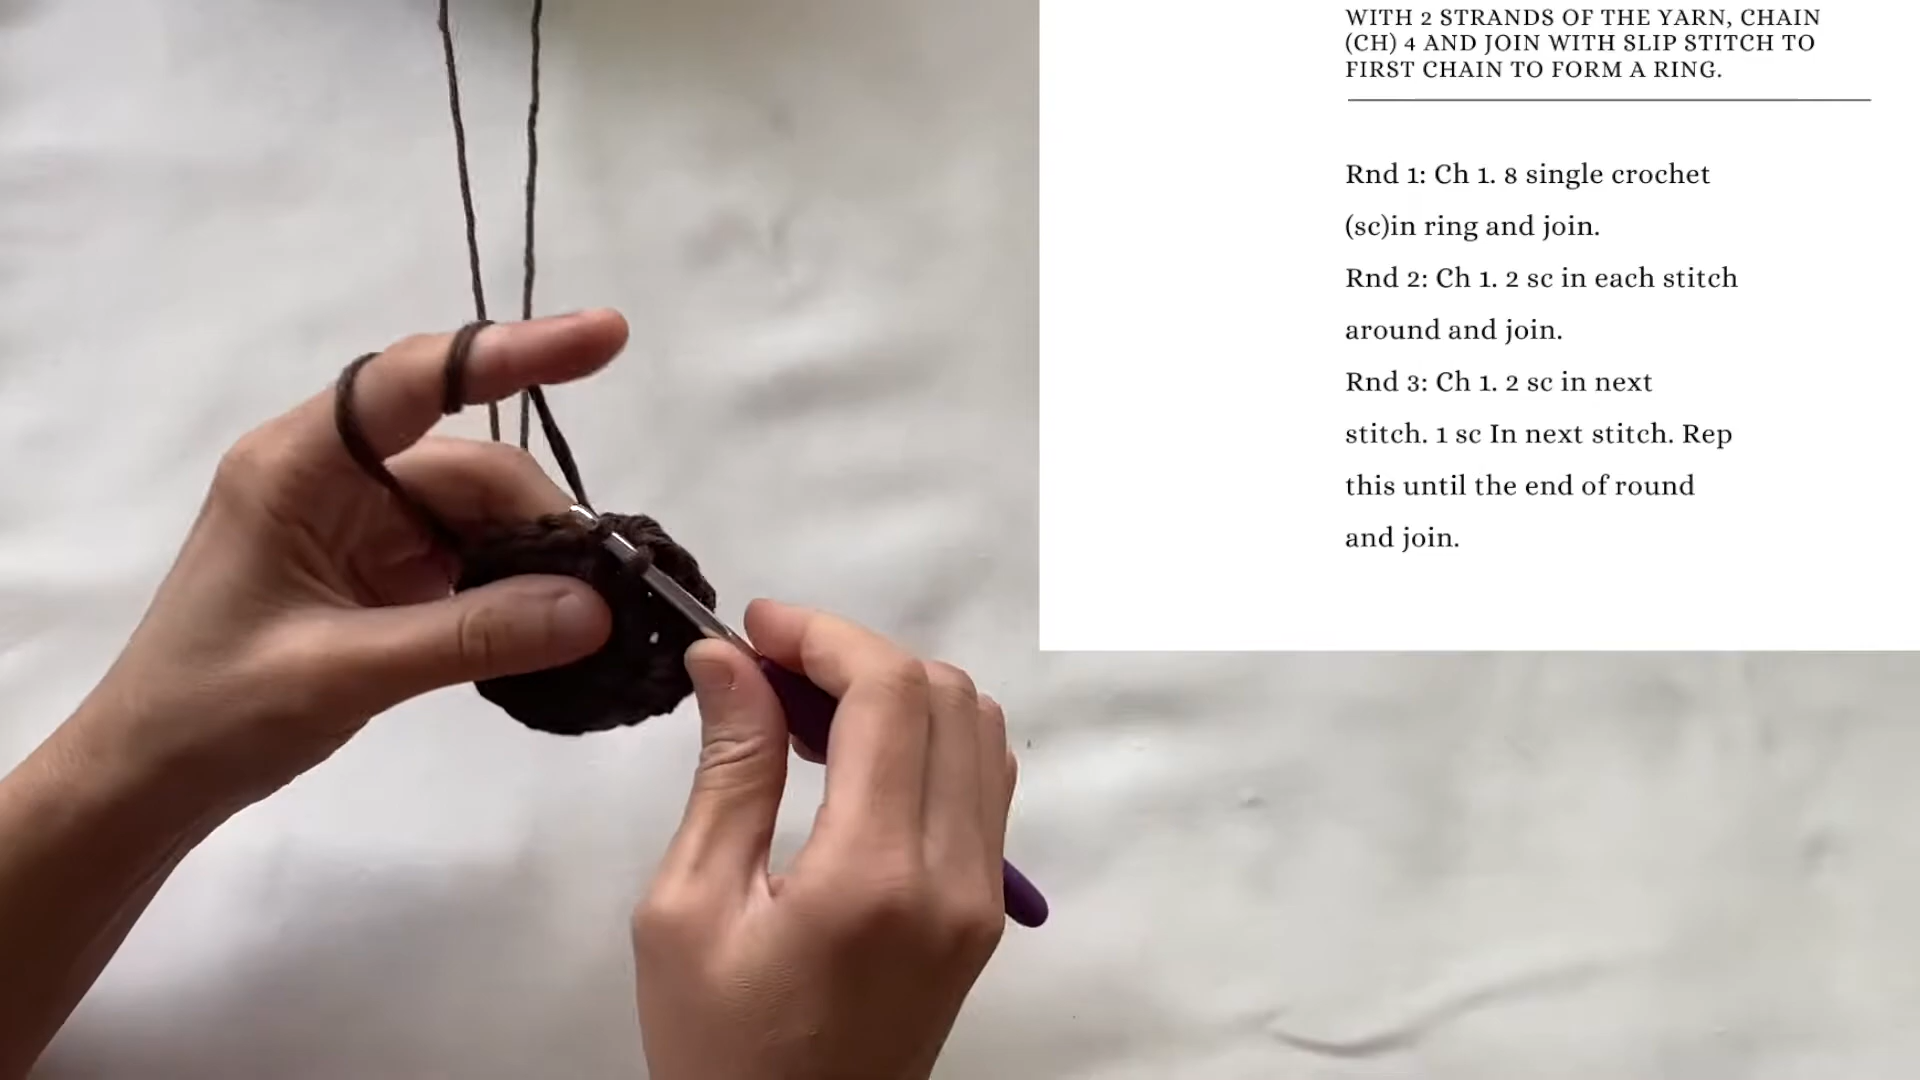 WITH 2 STRANDS OF THE YARN, CHAIN
(CH) 4 AND JOIN WITH SLIP STITCH TO
FIRST CHAIN TO FORM A RING.
Rnd 1: Ch 1. 8 single crochet
(sc)in ring and join.
Rnd 2: Ch 1. 2 sc in each stitch
around and join.
Rnd 3: Ch 1. 2 sc in next
stitch. 1 sc In next stitch. Rep
this until the end of round
and join.